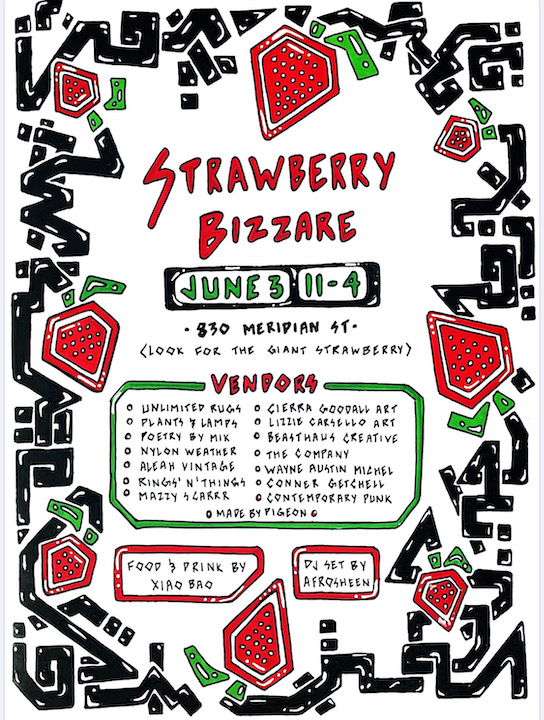 STRAWBERRY
BIZZARE
JUNE 3 11-4
·830 MERIDIAN ST·
(LOOK FOR THE GIANT STRAWBERRY)
VENDORS
UNLIMITED RUGS
PLANTS & LAMPS
POETRY BY MIK
NYLON WEATHER
ALEAH VINTAGE
RINGS' N' THINGS
MAZZY SCARRR
CIERRA GOODALL ART
LIZZIE CARSELLO ART
BEASTHAUS CREATIVE
THE COMPANY
WAYNE AUSTIN MICHEL
CONNER GETCHELL
CONTEMPORARY PUNK
MADE BY PIGEON
FOOD & DRINK BY
XIAO BAO
DJ SET BY
AFROSHEEN